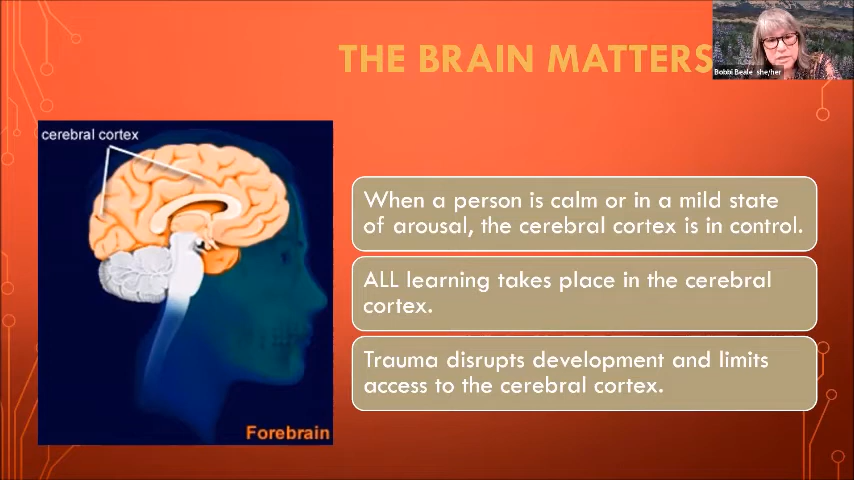 THE BRAIN MATTERS
Bobbi Beale she/her
cerebral cortex
When a person is calm or in a mild state
of arousal, the cerebral cortex is in control.
ALL learning takes place in the cerebral
cortex.
Trauma disrupts development and limits
access to the cerebral cortex.
Forebrain